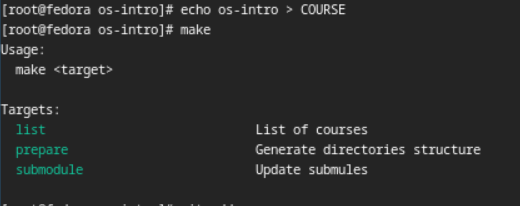 [root@fedora os-intro]# echo os-intro > COURSE
[root@fedora os-intro]# make
Usage:
make <target>
Targets:
list List of courses
prepare Generate directories structure
submodule Update submules